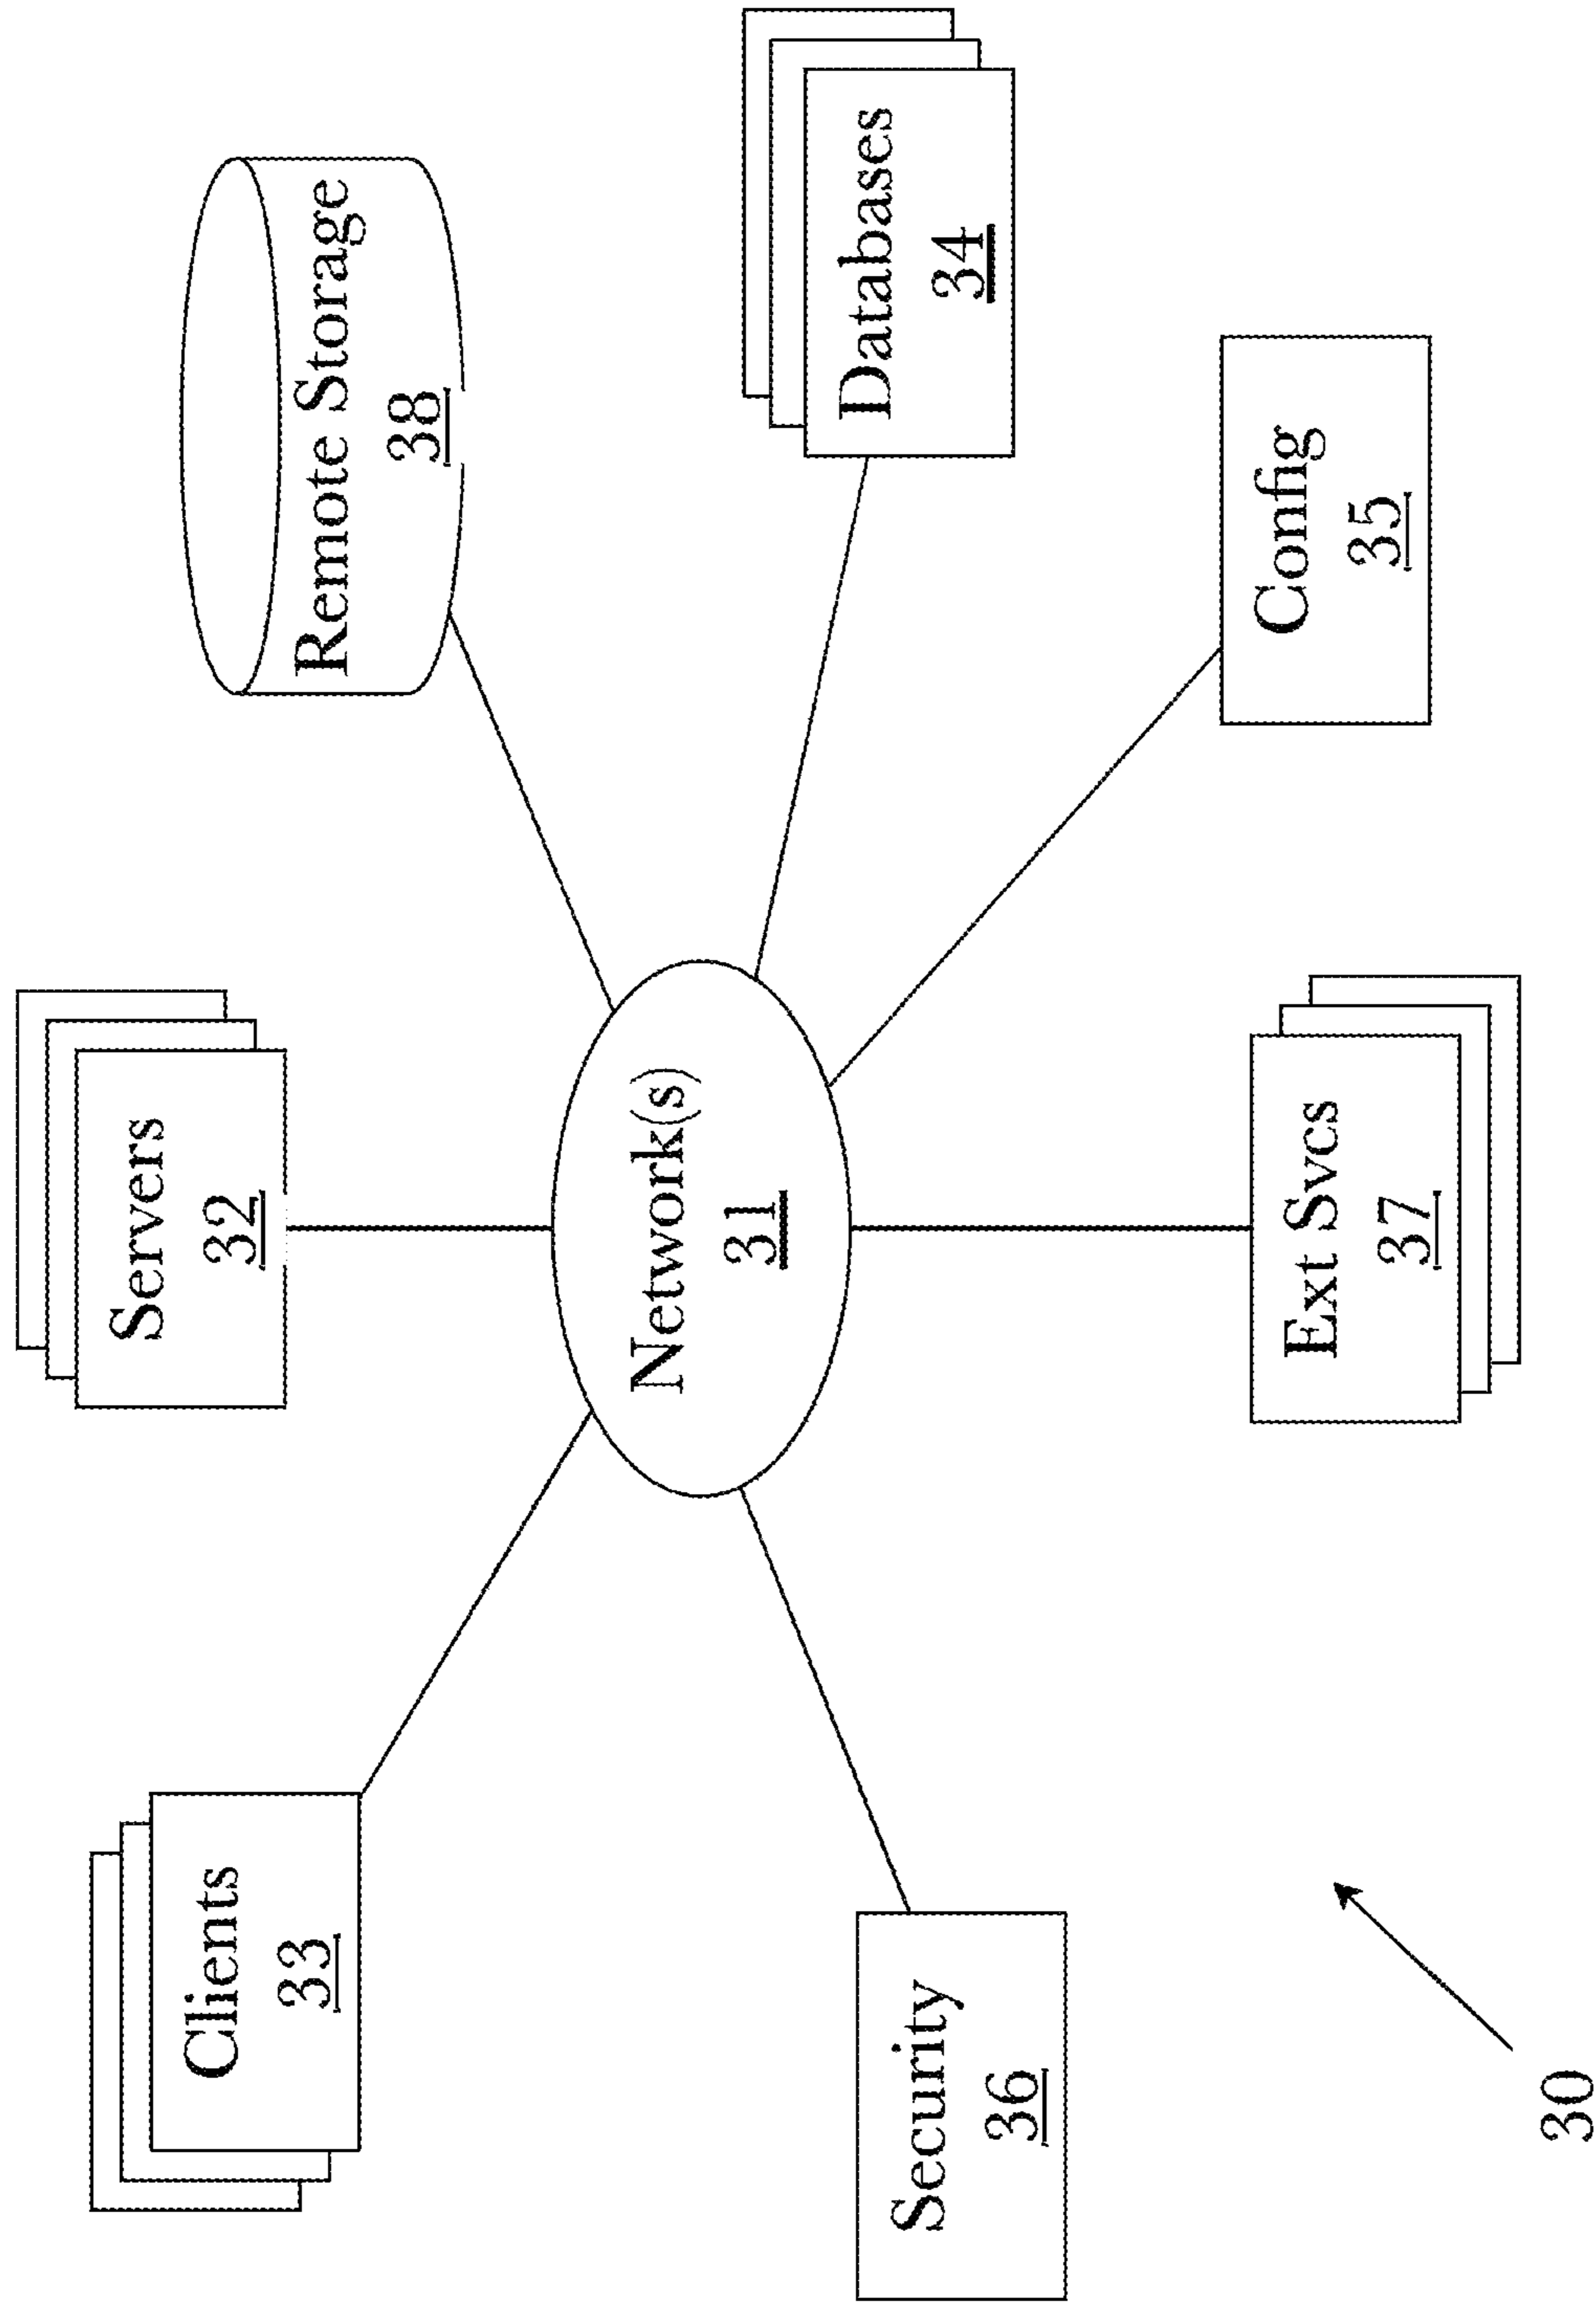 Servers
32
Clients
33
Remote Storage
38
Network(s)
31
Databases
34
Security
36
Ext Svcs
37
Config
35
30